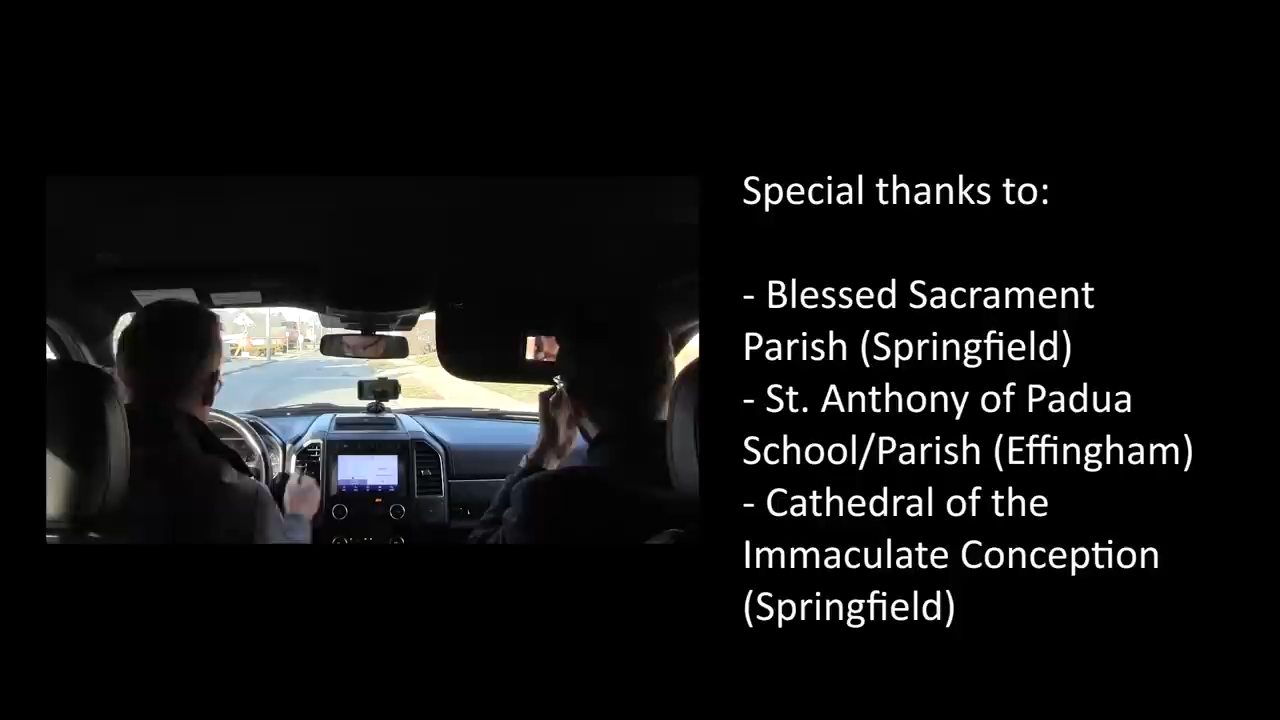 Special thanks to:
- Blessed Sacrament
Parish (Springfield)
- St. Anthony of Padua
School/Parish (Effingham)
- Cathedral of the
Immaculate Conception
(Springfield)